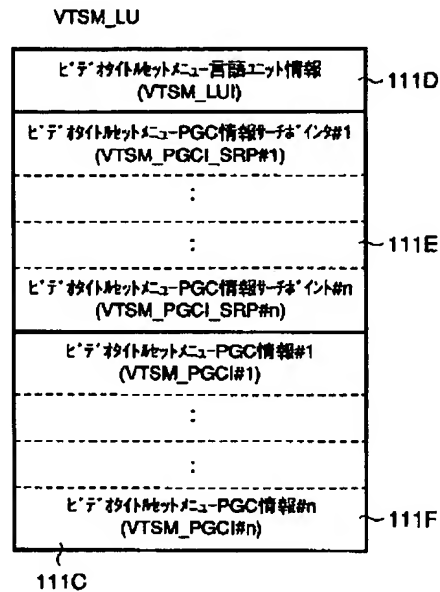 VTSM_LU
ﾋﾞﾃﾞｵﾀｲﾄﾙｾｯﾄﾒﾆｭｰ言語ﾕﾆｯﾄ情報
(VTSM_LUI)
111D
ﾋﾞﾃﾞｵﾀｲﾄﾙｾｯﾄﾒﾆｭｰPGC情報ｻｰﾁﾎﾟｲﾝﾀ#1
(VTSM_PGCI_SRP#1)
:
:
111E
ﾋﾞﾃﾞｵﾀｲﾄﾙｾｯﾄﾒﾆｭｰPGC情報ｻｰﾁﾎﾟｲﾝﾄ#n
(VTSM_PGCI_SRP#n)
ﾋﾞﾃﾞｵﾀｲﾄﾙｾｯﾄﾒﾆｭｰPGC情報#1
(VTSM_PGCI#1)
:
:
ﾋﾞﾃﾞｵﾀｲﾄﾙｾｯﾄﾒﾆｭｰPGC情報#n
(VTSM_PGCI#n)
111F
111C